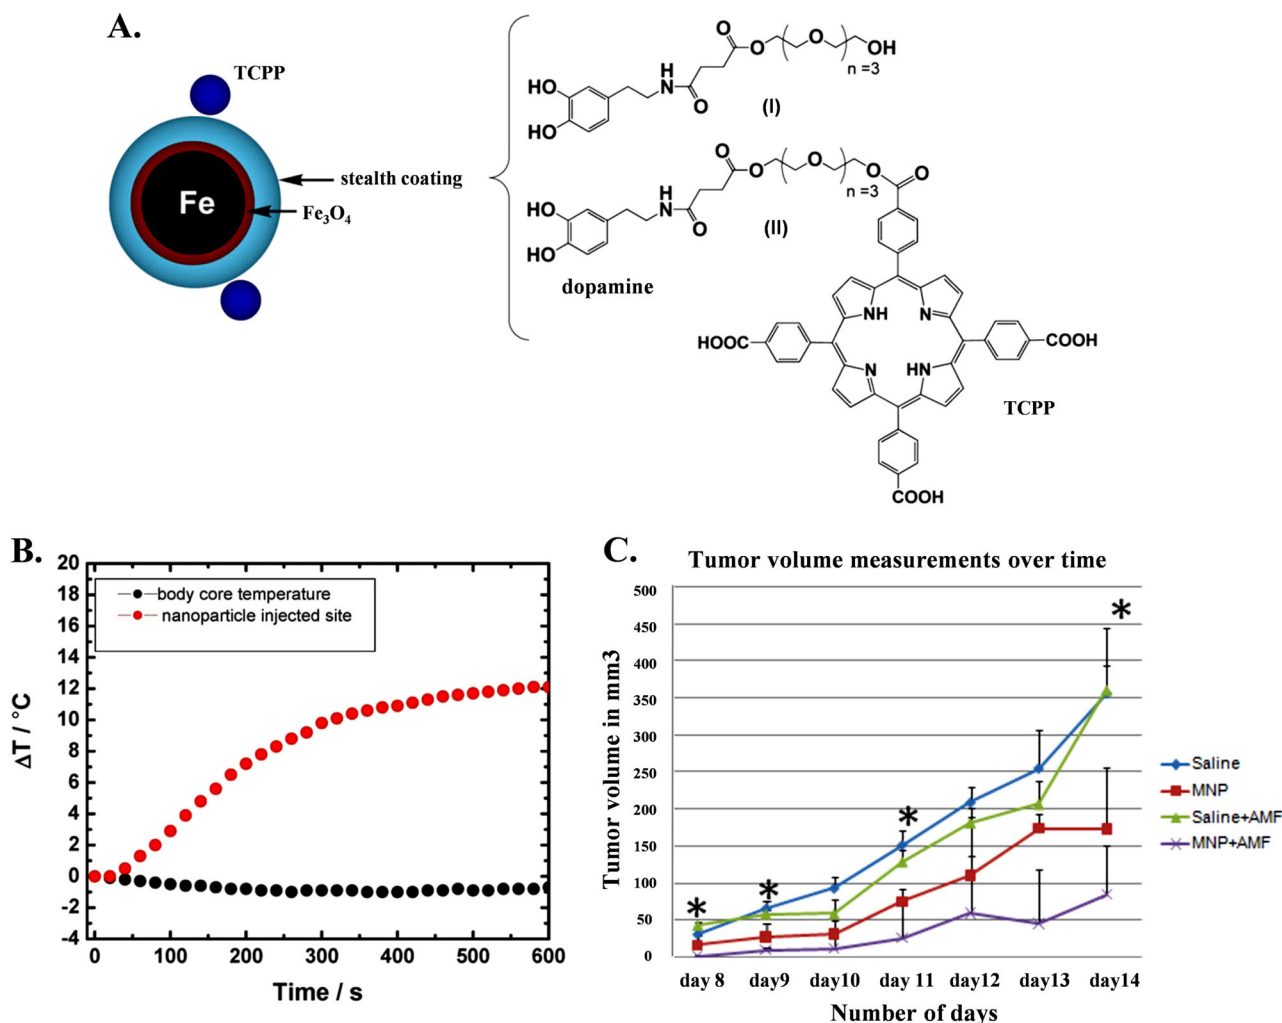 A.
TCPP
Fe
stealth coating
Fe3O4
HO
HO
H
N
O
O
O
O
OH
n =3
(I)
HO
HO
H
N
O
O
O
O
O
O
n=3
(II)
dopamine
NH
N
N
HN
HOOC
COOH
COOH
TCPP
B.
20
18
16
14
12
10
8
6
4
2
0
-2
-4
ΔT / °C
body core temperature
nanoparticle injected site
0
100
200
300
400
500
600
Time / s
C.
Tumor volume measurements over time
500
450
400
350
300
250
200
150
100
50
0
Tumor volume in mm3
*
*
*
*
Saline
MNP
Saline+AMF
MNP+AMF
day 8
day9
day10
day 11
day12
day13
day14
Number of days